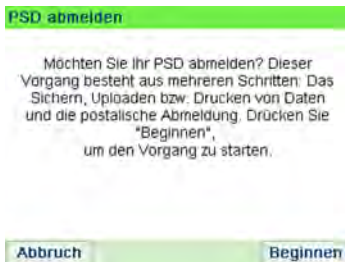 PSD abmelden
Möchten Sie Ihr PSD abmelden? Dieser
Vorgang besteht aus mehreren Schritten: Das
Sichern, Uploaden bzw. Drucken von Daten
und die postalische Abmeldung. Drücken Sie
"Beginnen",
um den Vorgang zu starten.
Abbruch
Beginnen